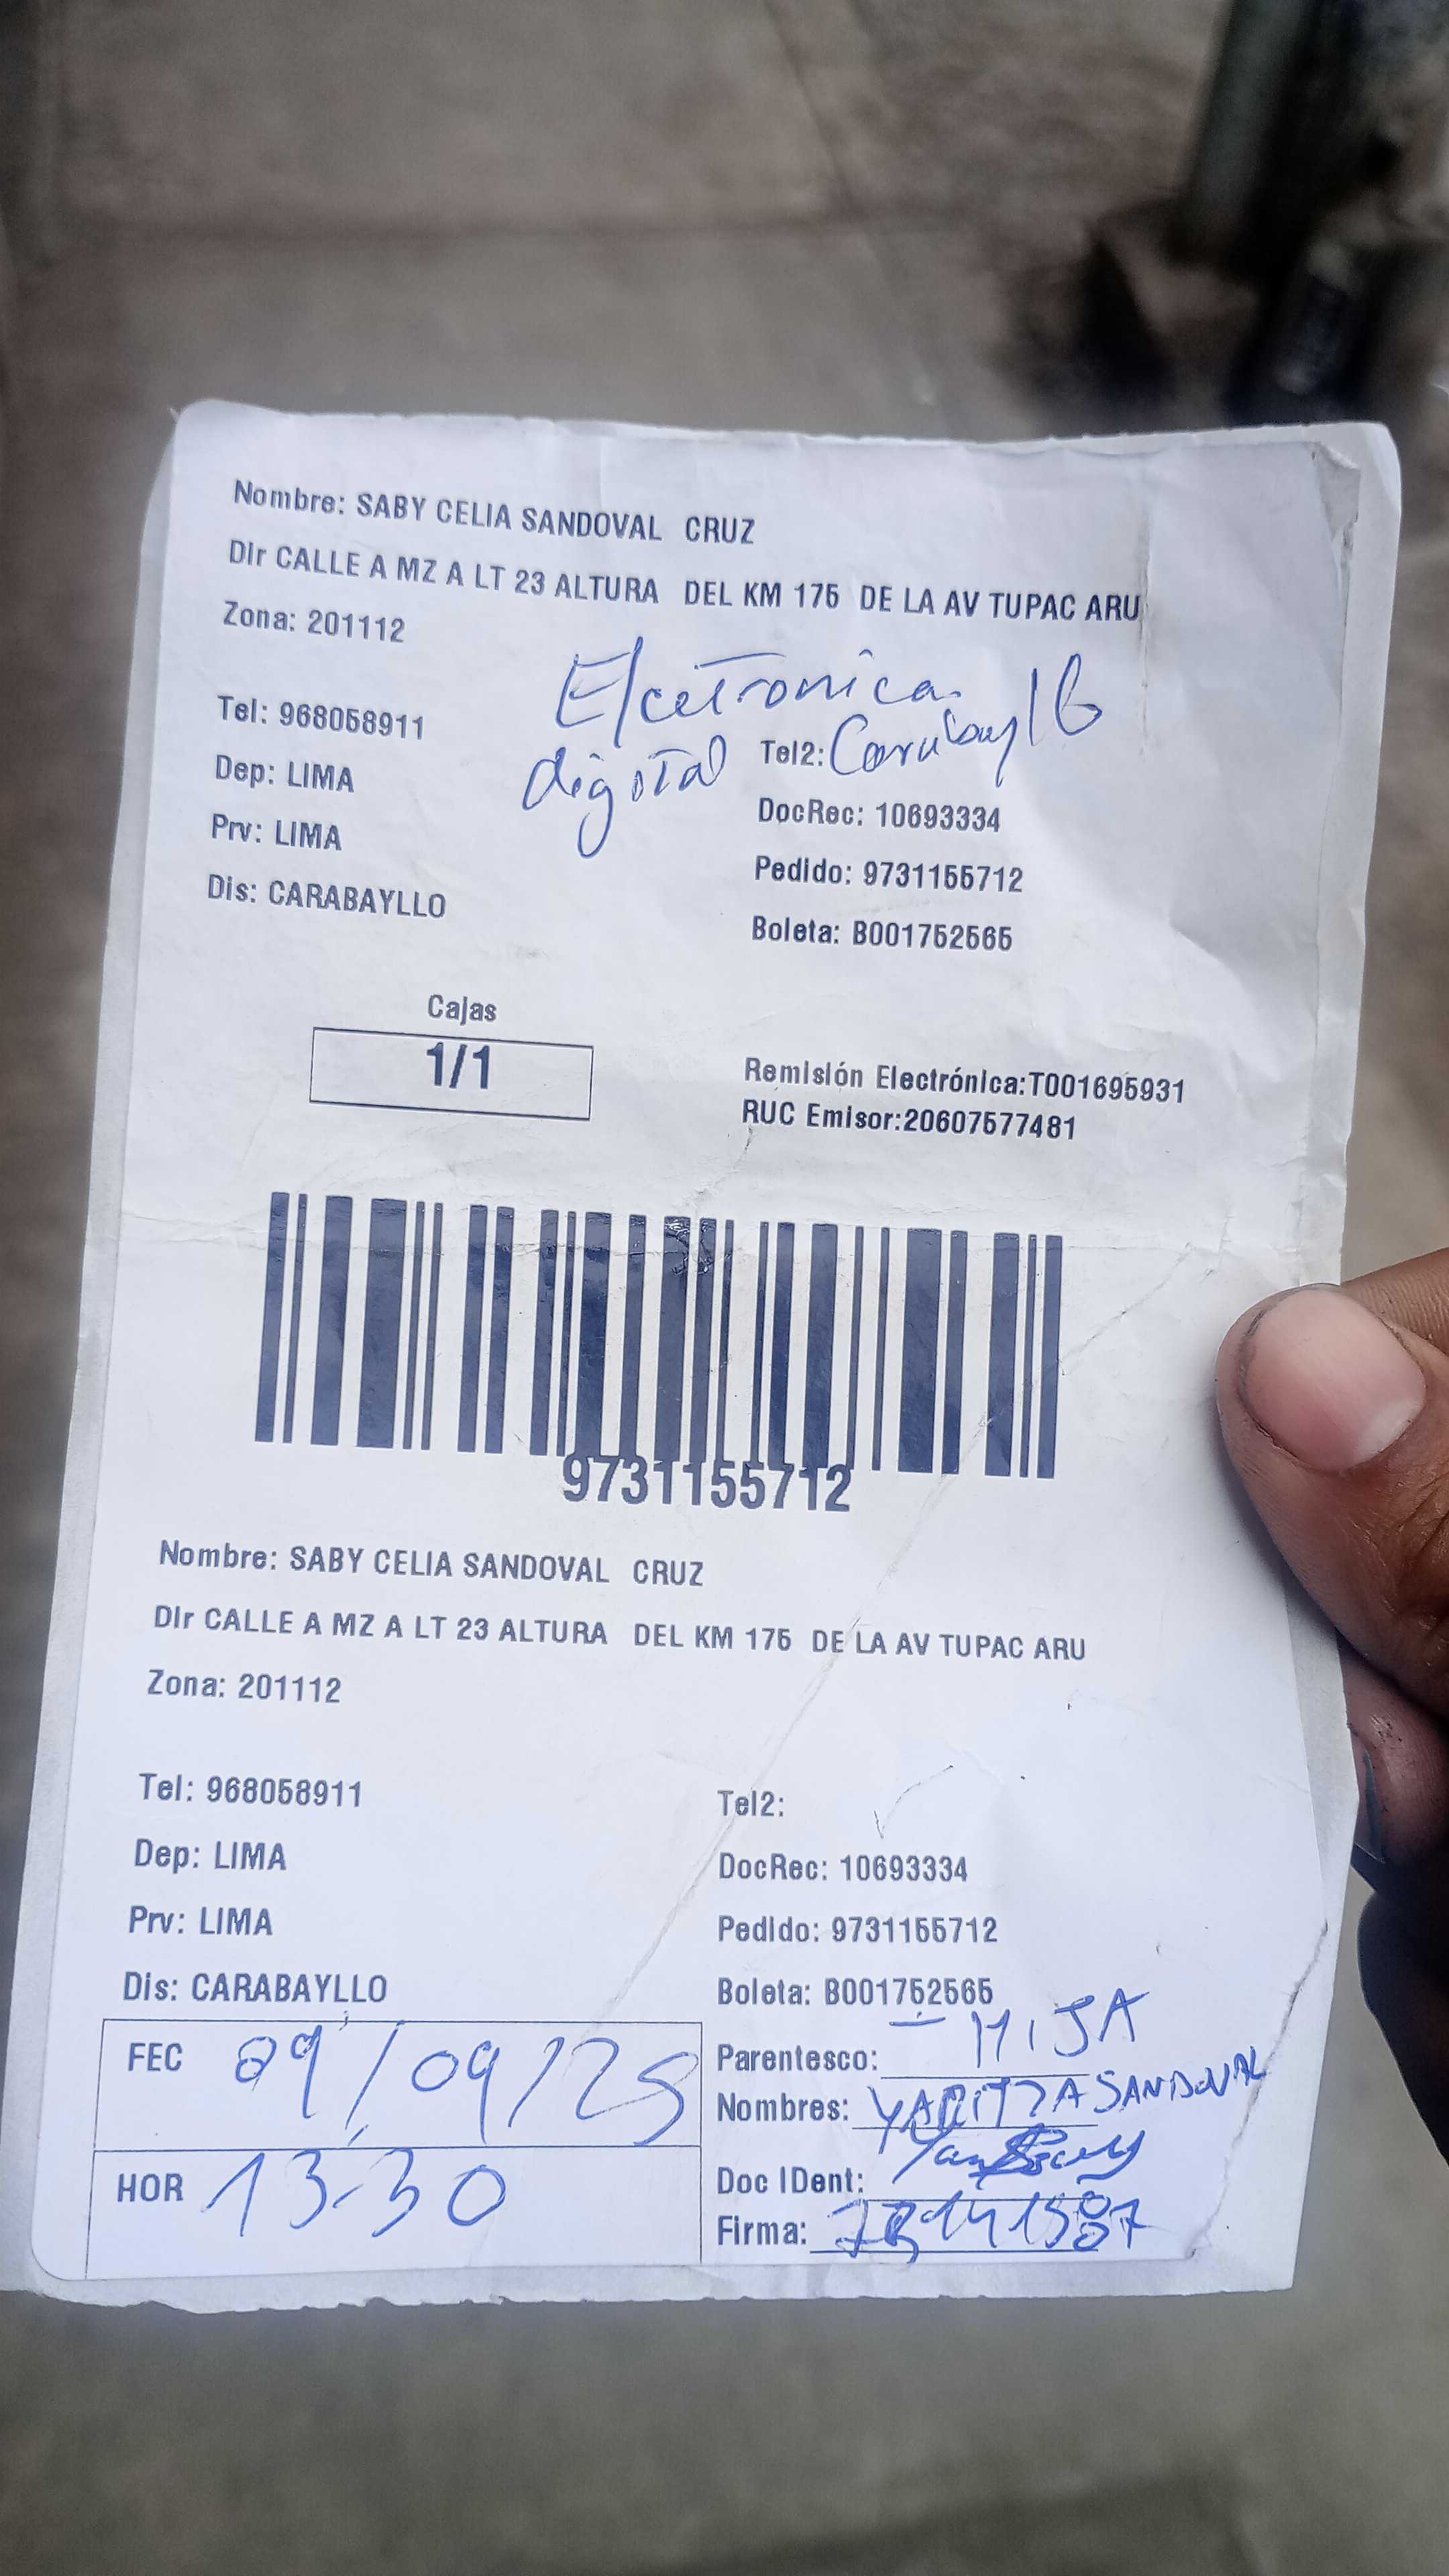 Nombre: SABY CELIA SANDOVAL CRUZ
Dir CALLE A MZ A LT 23 ALTURA DEL KM 175 DE LA AV TUPAC ARU
Zona: 201112
Elcetronica
digital
Tel: 968058911
Tel2:
Dep: LIMA
DocRec: 10693334
Prv: LIMA
Pedido: 9731155712
Dis: CARABAYLLO
Boleta: B001752565
Cajas
1/1
Remisión Electrónica:T001695931
RUC Emisor:20607577481
9731155712
Nombre: SABY CELIA SANDOVAL CRUZ
Dir CALLE A MZ A LT 23 ALTURA DEL KM 175 DE LA AV TUPAC ARU
Zona: 201112
Tel: 968058911
Tel2:
Dep: LIMA
DocRec: 10693334
Prv: LIMA
Pedido: 9731155712
Dis: CARABAYLLO
Boleta: B001752565
FEC 09/09/25
Parentesco: HIJA
Nombres: YARITZA SANDOVAL
HOR 13-30
Doc IDent:
Firma: